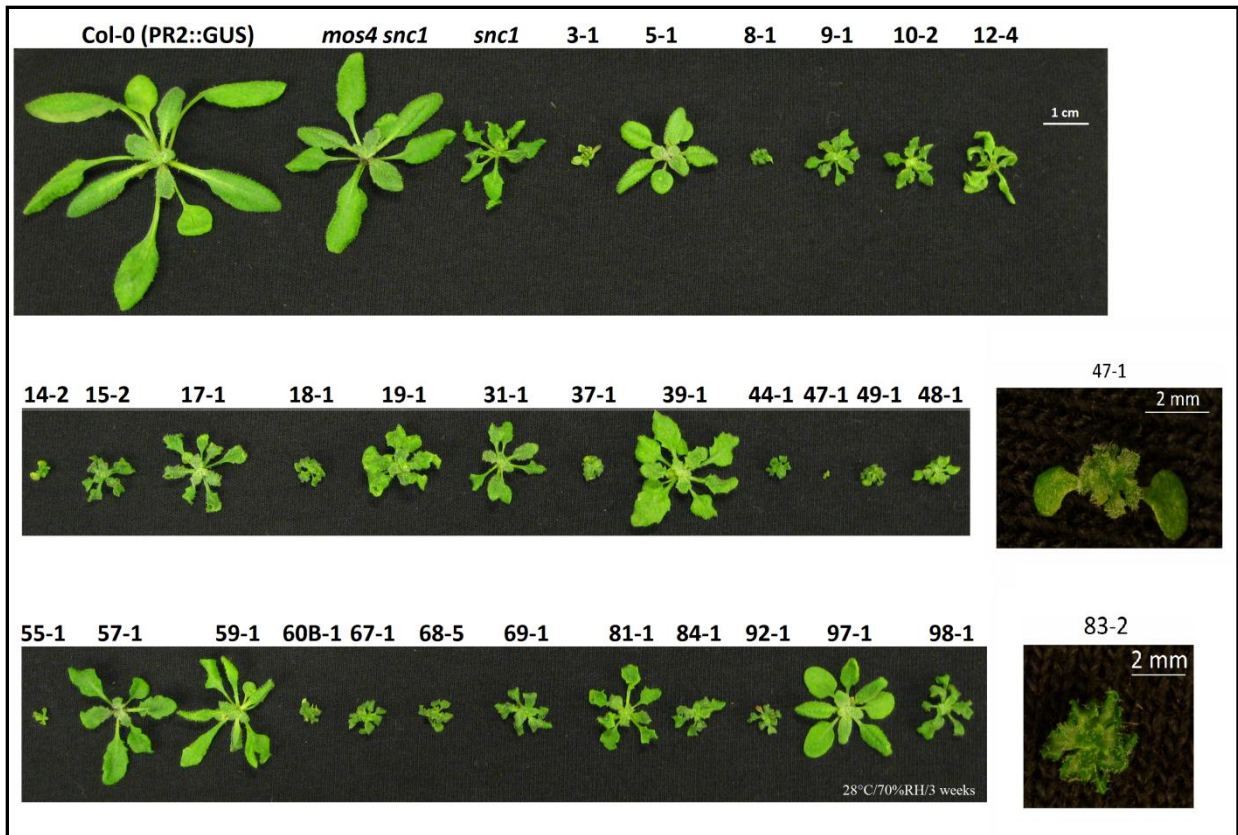 Col-0 (PR2::GUS) mos4 snc1 snc1 3-1 5-1 8-1 9-1 10-2 12-4
1 cm
14-2 15-2 17-1 18-1 19-1 31-1 37-1 39-1 44-1 47-1 49-1 48-1
47-1
2 mm
55-1 57-1 59-1 60B-1 67-1 68-5 69-1 81-1 84-1 92-1 97-1 98-1
83-2
2 mm
28°C/70%RH/3 weeks